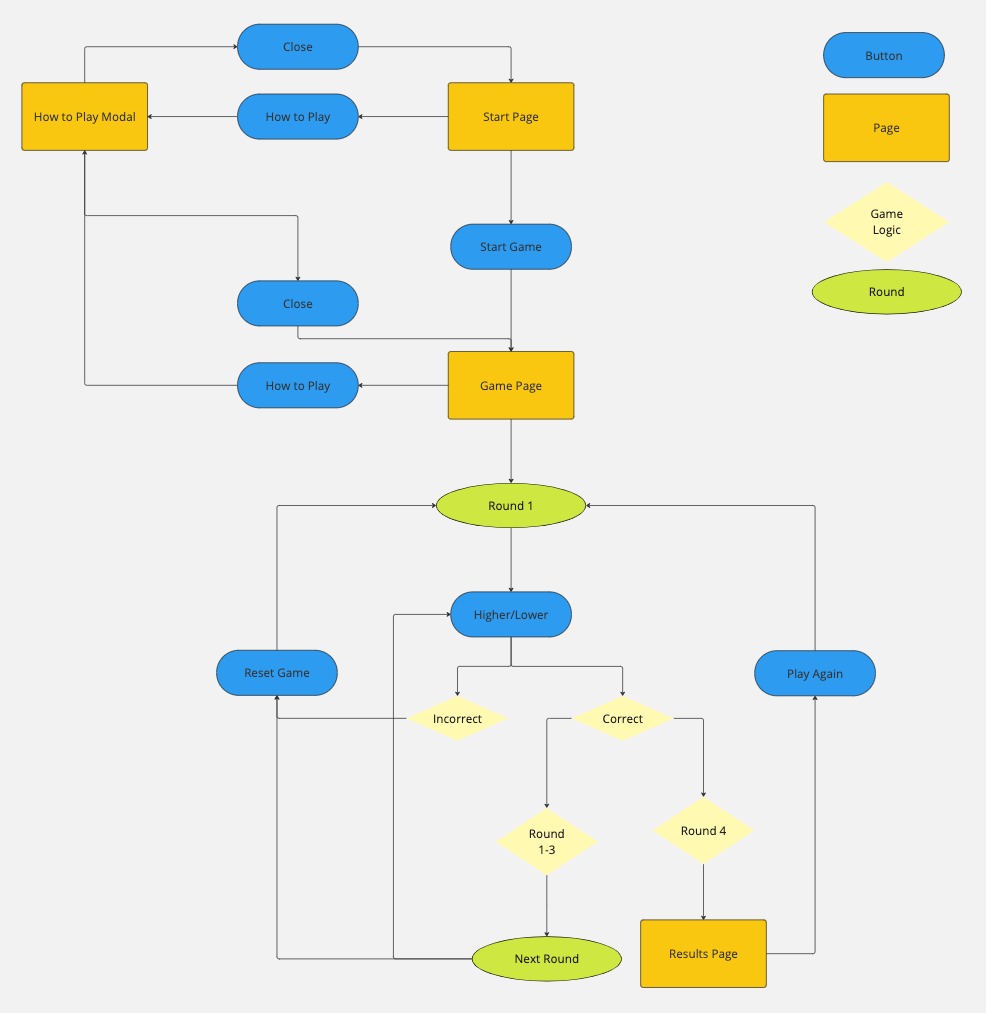 Close
Button
How to Play Modal
How to Play
Start Page
Page
Game
Logic
Start Game
Round
Close
How to Play
Game Page
Round 1
Higher/Lower
Reset Game
Play Again
Incorrect
Correct
Round
1-3
Round 4
Next Round
Results Page